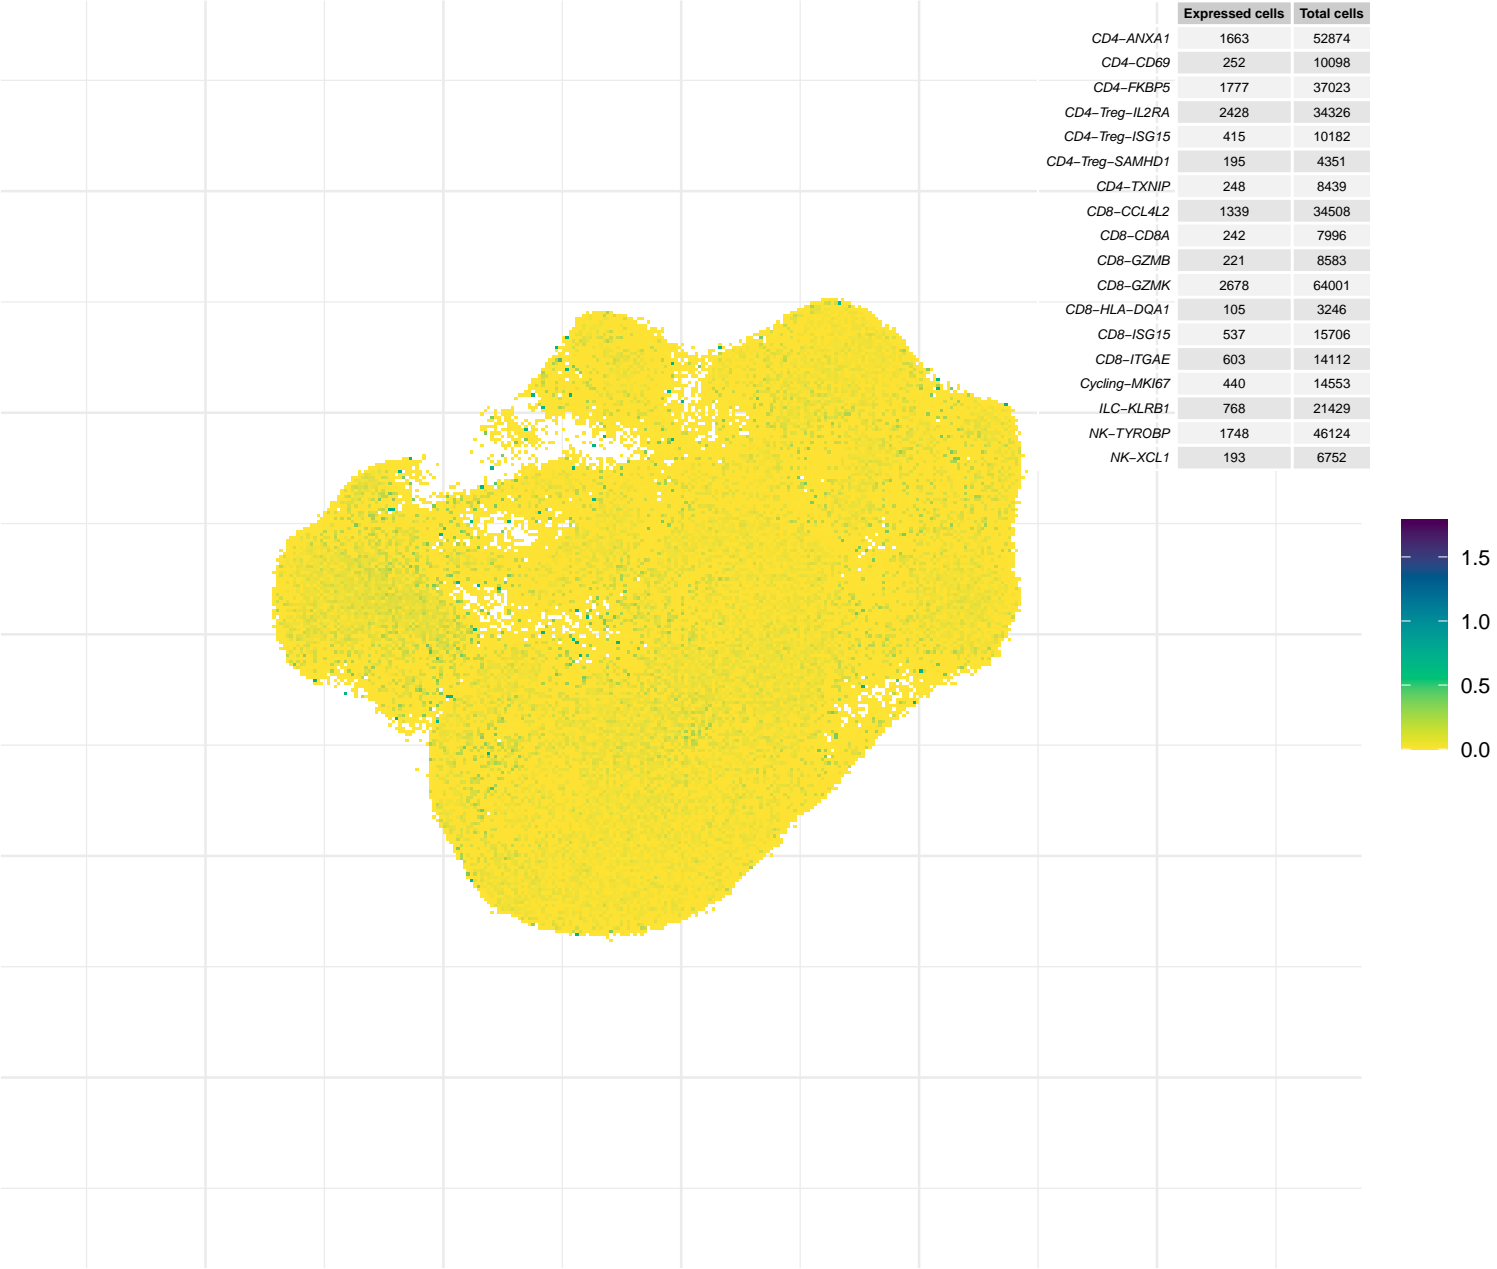 Expressed cells Total cells
CD4−ANXA1 1663 52874
CD4−CD69 252 10098
CD4−FKBP5 1777 37023
CD4−Treg−IL2RA 2428 34326
CD4−Treg−ISG15 415 10182
CD4−Treg−SAMHD1 195 4351
CD4−TXNIP 248 8439
CD8−CCL4L2 1339 34508
CD8−CD8A 242 7996
CD8−GZMB 221 8583
CD8−GZMK 2678 64001
CD8−HLA−DQA1 105 3246
CD8−ISG15 537 15706
CD8−ITGAE 603 14112
Cycling−MKI67 440 14553
ILC−KLRB1 768 21429
NK−TYROBP 1748 46124
NK−XCL1 193 6752
1.5
1.0
0.5
0.0